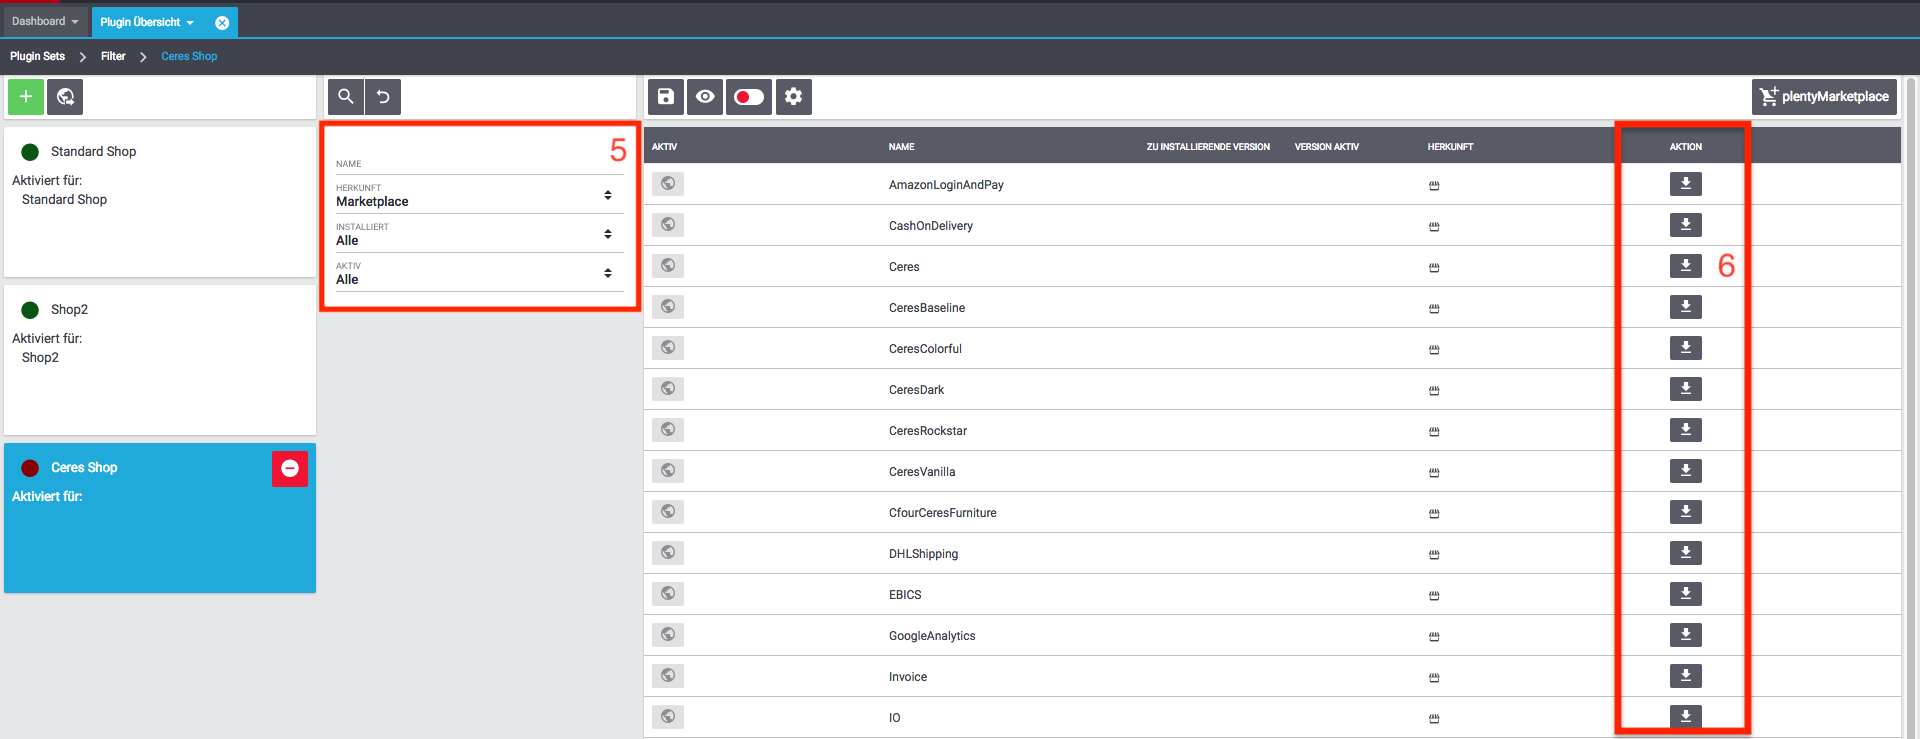 Dashboard
Plugin Übersicht
Plugin Sets
Filter
Ceres Shop
plentyMarketplace
Standard Shop
Aktiviert für:
Standard Shop
Shop2
Aktiviert für:
Shop2
Ceres Shop
Aktiviert für:
5
NAME
HERKUNFT
Marketplace
INSTALLIERT
Alle
AKTIV
Alle
AKTIV NAME ZU INSTALLIERENDE VERSION VERSION AKTIV HERKUNFT AKTION
AmazonLoginAndPay
CashOnDelivery
Ceres
6
CeresBaseline
CeresColorful
CeresDark
CeresRockstar
CeresVanilla
CfourCeresFurniture
DHLShipping
EBICS
GoogleAnalytics
Invoice
IO